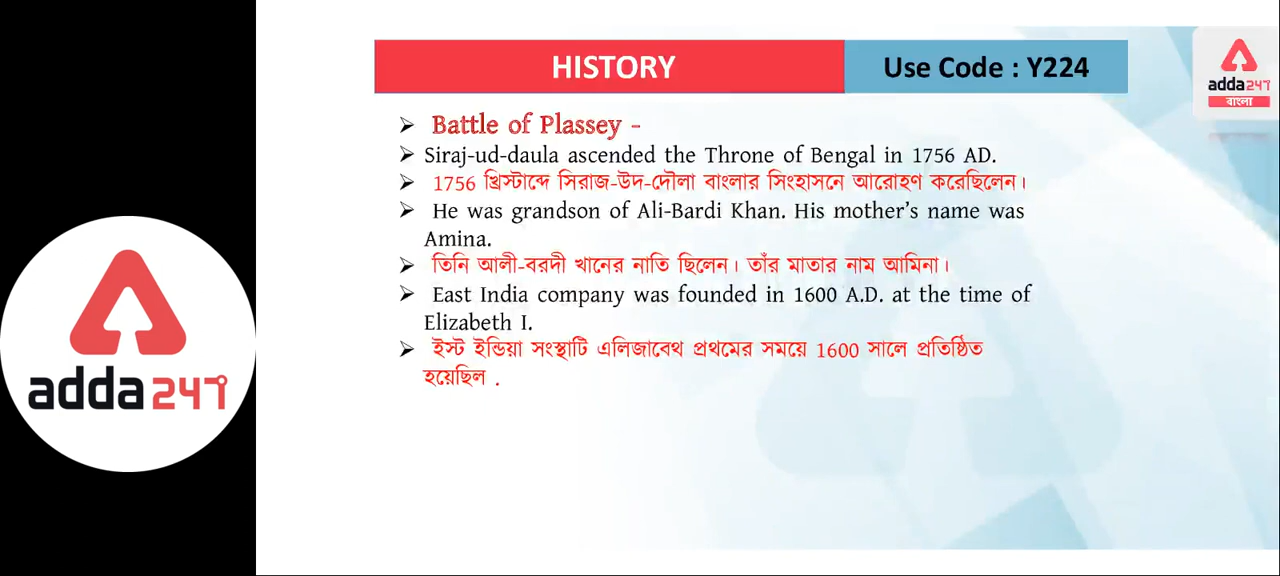 HISTORY
Use Code : Y224
adda247
বাংলা
➢ Battle of Plassey -
➢ Siraj-ud-daula ascended the Throne of Bengal in 1756 AD.
➢ 1756 খ্রিস্টাব্দে সিরাজ-উদ-দৌলা বাংলার সিংহাসনে আরোহণ করেছিলেন।
➢ He was grandson of Ali-Bardi Khan. His mother's name was
Amina.
➢ তিনি আলী-বরদী খানের নাতি ছিলেন। তাঁর মাতার নাম আমিনা।
➢ East India company was founded in 1600 A.D. at the time of
Elizabeth I.
➢ ইস্ট ইন্ডিয়া সংস্থাটি এলিজাবেথ প্রথমের সময়ে 1600 সালে প্রতিষ্ঠিত
হয়েছিল .
adda247